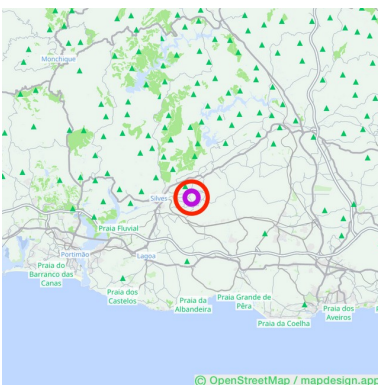 Monchique
Silves
Praia Fluvial
Portimão
Lagoa
Praia do
Barranco das
Canas
Praia dos
Castelos
Praia da
Albandeira
Praia Grande de
Pêra
Praia da Coelha
Praia dos
Aveiros
© OpenStreetMap / mapdesign.app